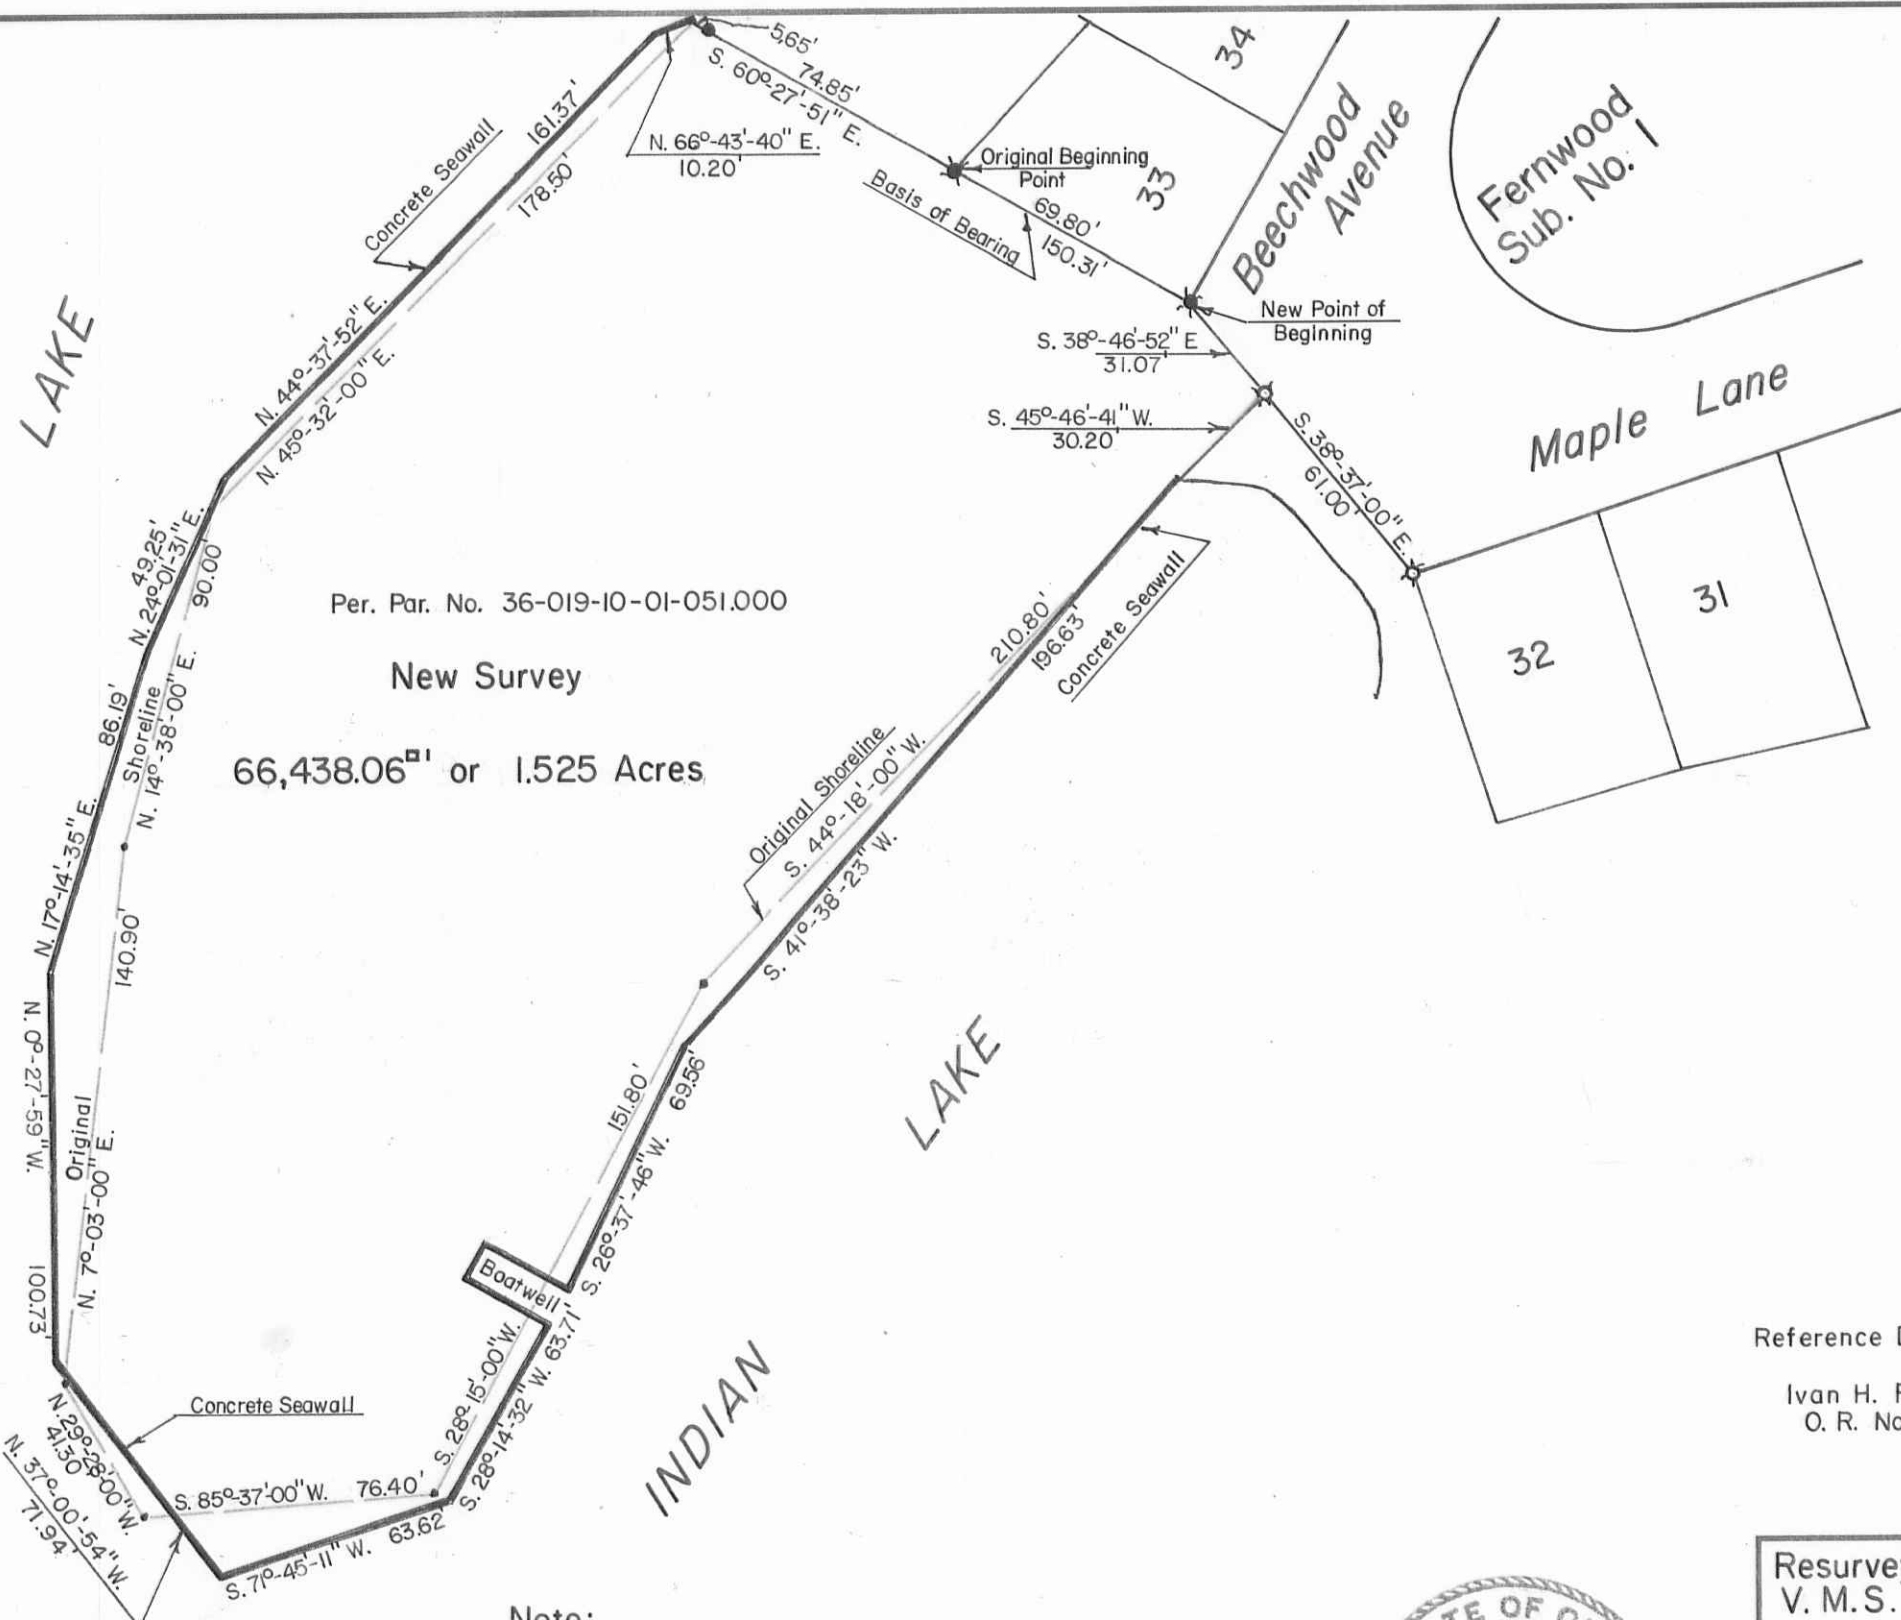 5.65'
74.85'
S. 60°-27'-51" E.
N. 66°-43'-40" E.
10.20'
161.37'
178.50'
Concrete Seawall
N. 44°-37'-52" E.
N. 45°-32'-00" E.
Original Beginning
Point
Basis of Bearing
69.80'
150.31'
34
33
Beechwood
Avenue
Fernwood
Sub. No. 1
New Point of
Beginning
S. 38°-46'-52" E
31.07'
S. 45°-46'-41" W.
30.20'
S. 38°-37'-00" E.
61.00'
Maple Lane
32
31
LAKE
49.25'
N. 24°-01'-31" E.
90.00'
Per. Par. No. 36-019-10-01-051.000
New Survey
66,438.06□' or 1.525 Acres
86.19'
Shoreline
N. 14°-38'-00" E.
N. 17°-14'-35" E.
140.90'
210.80'
196.63'
Concrete Seawall
Original Shoreline
S. 44°-18'-00" W.
S. 41°-38'-23" W.
N. 0°-27'-59" W.
100.73'
Original
N. 7°-03'-00" E.
151.80'
69.56'
S. 26°-37'-46" W.
Boatwell
63.71'
S. 28°-15'-00" W.
S. 28°-14'-32" W.
INDIAN
LAKE
Concrete Seawall
N. 29°-28'-00" W.
41.30'
N. 37°-00'-54" W.
71.94'
S. 85°-37'-00" W. 76.40'
S. 71°-45'-11" W. 63.62'
Note:
Reference
Ivan H.
O. R.
Resurve
V. M. S.
OF